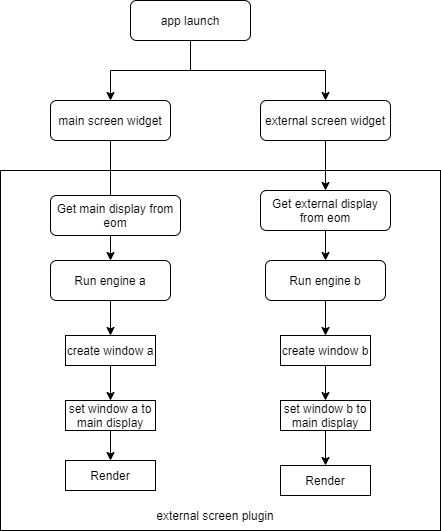 app launch
main screen widget
external screen widget
Get main display from
eom
Get external display
from eom
Run engine a
Run engine b
create window a
create window b
set window a to
main display
set window b to
main display
Render
Render
external screen plugin